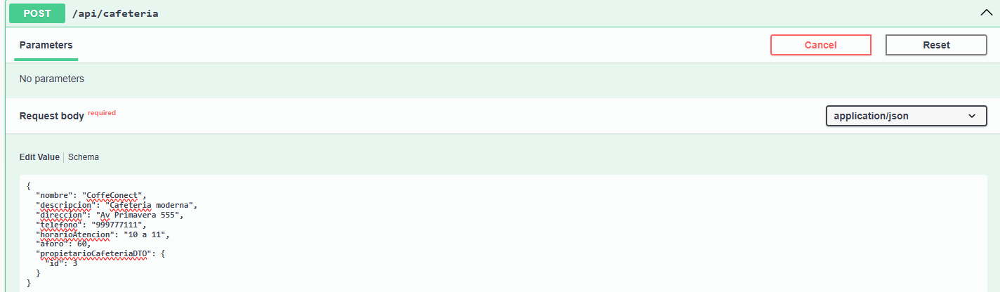 POST /api/cafeteria
Parameters Cancel Reset
No parameters
Request body required application/json
Edit Value Schema
{
  "nombre": "CoffeConect",
  "descripcion": "Cafeteria moderna",
  "direccion": "Av Primavera 555",
  "telefono": "999777111",
  "horarioAtencion": "10 a 11",
  "aforo": 60,
  "propietarioCafeteriaDTO": {
    "id": 3
  }
}